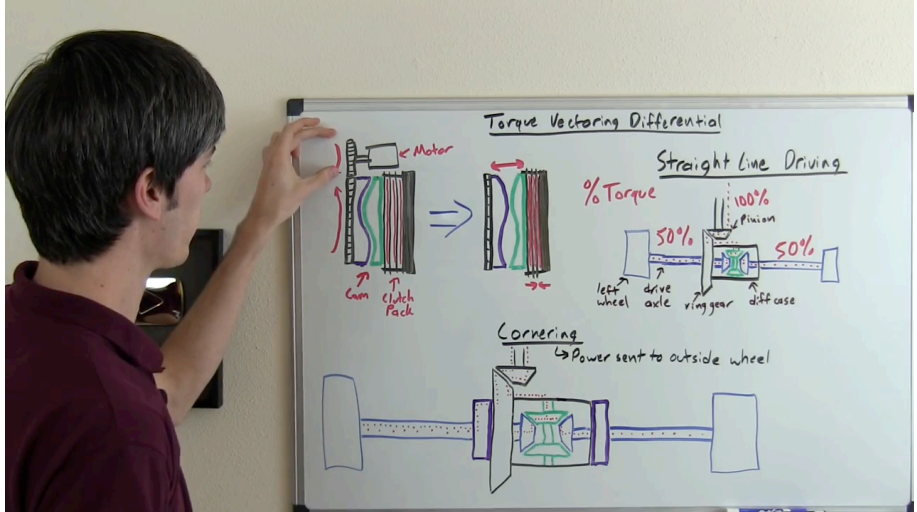 Torque Vectoring Differential
Motor
Cam
Clutch
Pack
% Torque
Straight Line Driving
100%
Pinion
50%
50%
left
wheel
drive
axle
ring gear
diff case
Cornering
Power sent to outside wheel